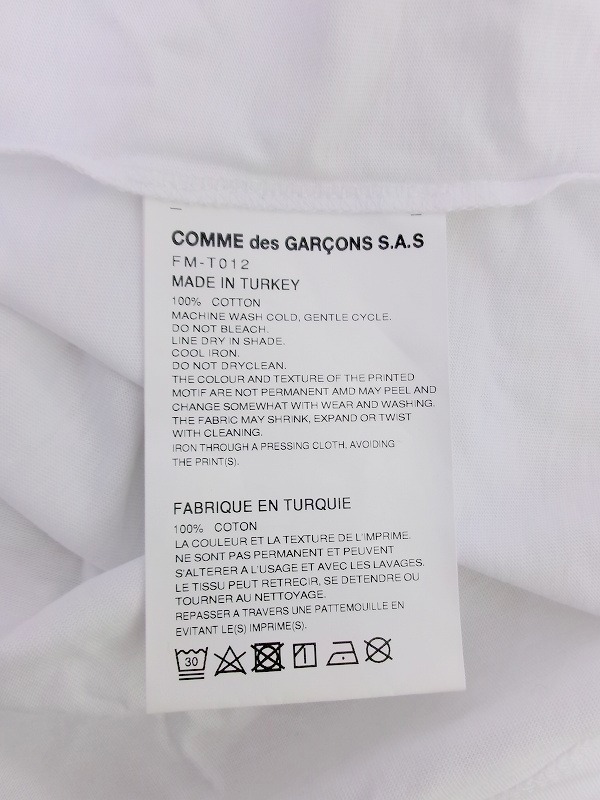 COMME des GARÇONS S.A.S
FM-T012
MADE IN TURKEY
100% COTTON
MACHINE WASH COLD, GENTLE CYCLE.
DO NOT BLEACH.
LINE DRY IN SHADE.
COOL IRON.
DO NOT DRYCLEAN.
THE COLOUR AND TEXTURE OF THE PRINTED
MOTIF ARE NOT PERMANENT AMD MAY PEEL AND
CHANGE SOMEWHAT WITH WEAR AND WASHING.
THE FABRIC MAY SHRINK, EXPAND OR TWIST
WITH CLEANING.
IRON THROUGH A PRESSING CLOTH, AVOIDING
THE PRINT(S).
FABRIQUE EN TURQUIE
100% COTON
LA COULEUR ET LA TEXTURE DE L'IMPRIME.
NE SONT PAS PERMANENT ET PEUVENT
S'ALTERER A L'USAGE ET AVEC LES LAVAGES.
LE TISSU PEUT RETRECIR, SE DETENDRE OU
TOURNER AU NETTOYAGE.
REPASSER A TRAVERS UNE PATTEMOUILLE EN
EVITANT LE(S) IMPRIME(S).
30